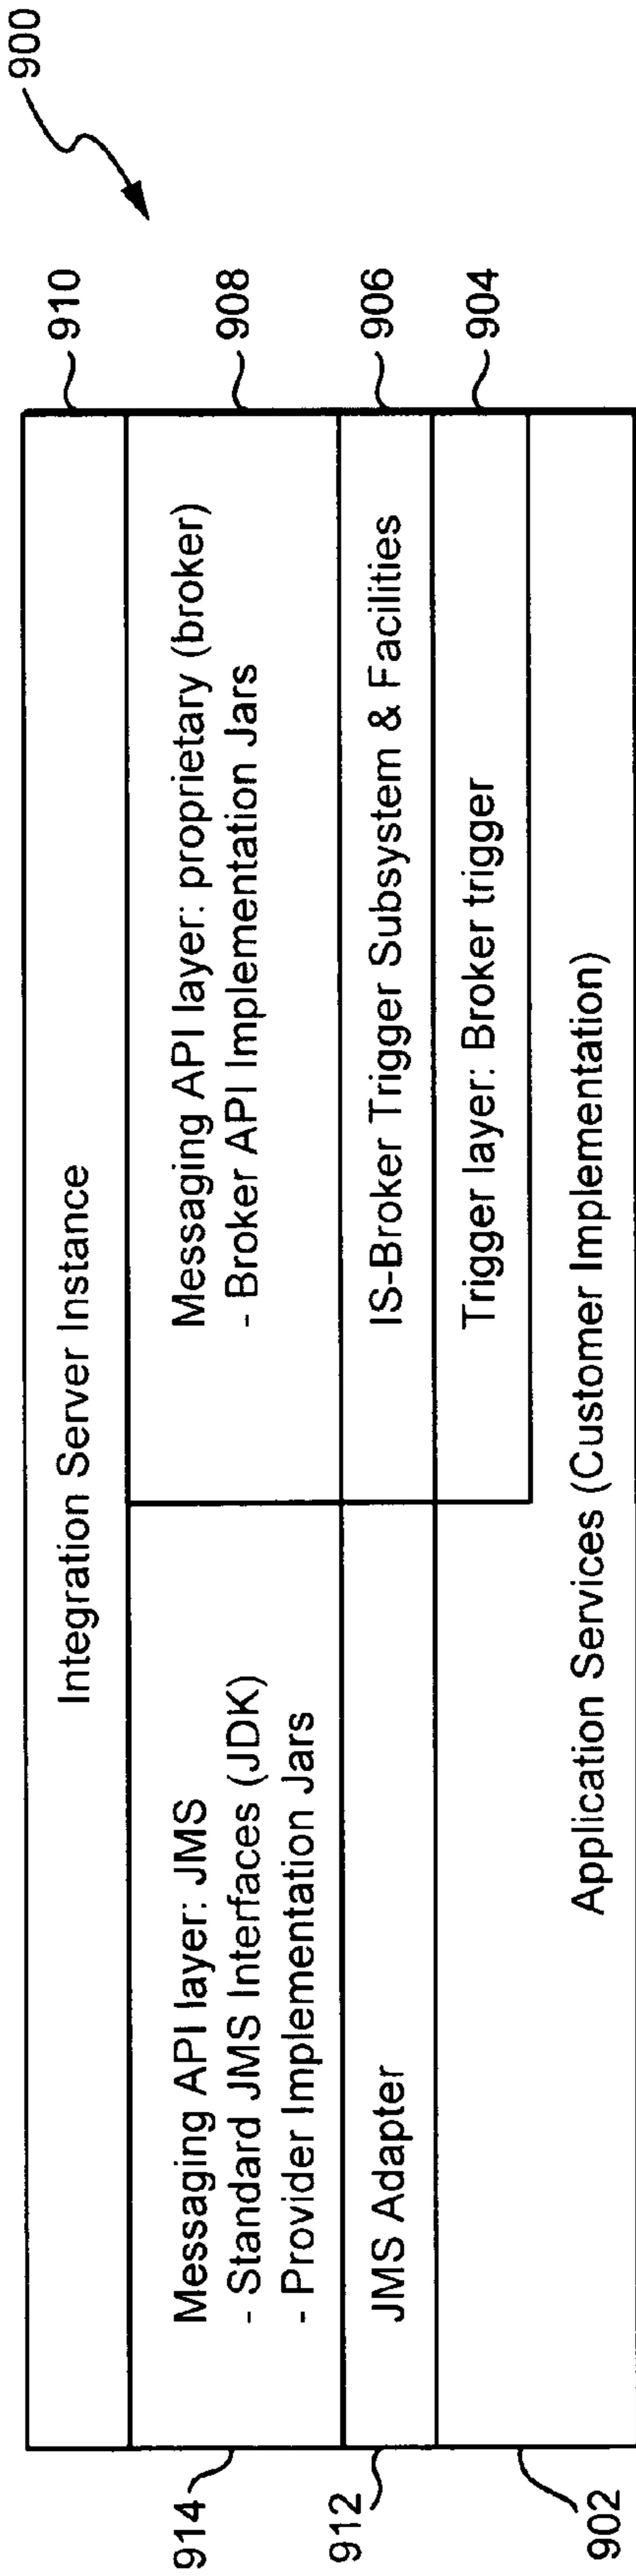 900
Integration Server Instance
910
Messaging API layer: JMS
- Standard JMS Interfaces (JDK)
- Provider Implementation Jars
914
Messaging API layer: proprietary (broker)
- Broker API Implementation Jars
908
JMS Adapter
912
IS-Broker Trigger Subsystem & Facilities
906
Trigger layer: Broker trigger
904
Application Services (Customer Implementation)
902